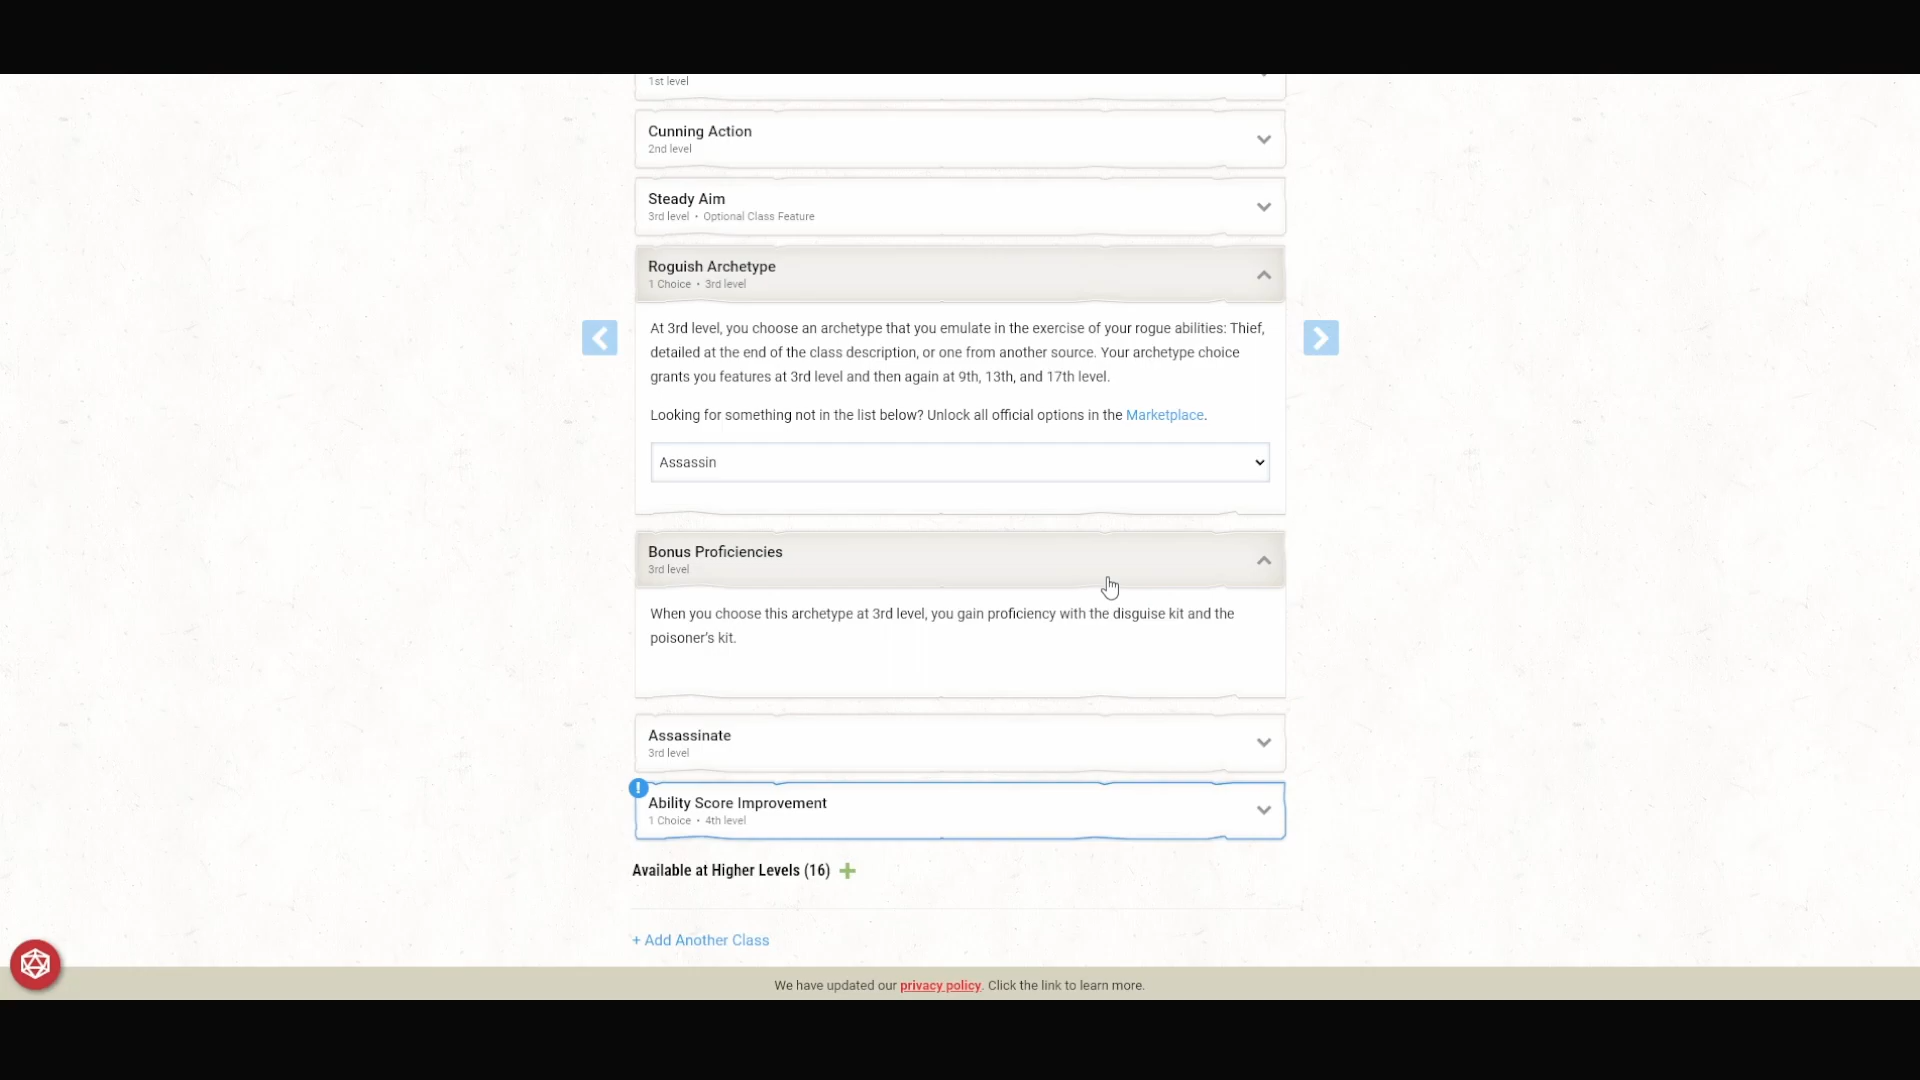 1st level
Cunning Action
2nd level
Steady Aim
3rd level • Optional Class Feature
Roguish Archetype
1 Choice • 3rd level
At 3rd level, you choose an archetype that you emulate in the exercise of your rogue abilities: Thief,
detailed at the end of the class description, or one from another source. Your archetype choice
grants you features at 3rd level and then again at 9th, 13th, and 17th level.
Looking for something not in the list below? Unlock all official options in the Marketplace.
Assassin
Bonus Proficiencies
3rd level
When you choose this archetype at 3rd level, you gain proficiency with the disguise kit and the
poisoner's kit.
Assassinate
3rd level
!
Ability Score Improvement
1 Choice • 4th level
Available at Higher Levels (16) +
+ Add Another Class
We have updated our privacy policy. Click the link to learn more.